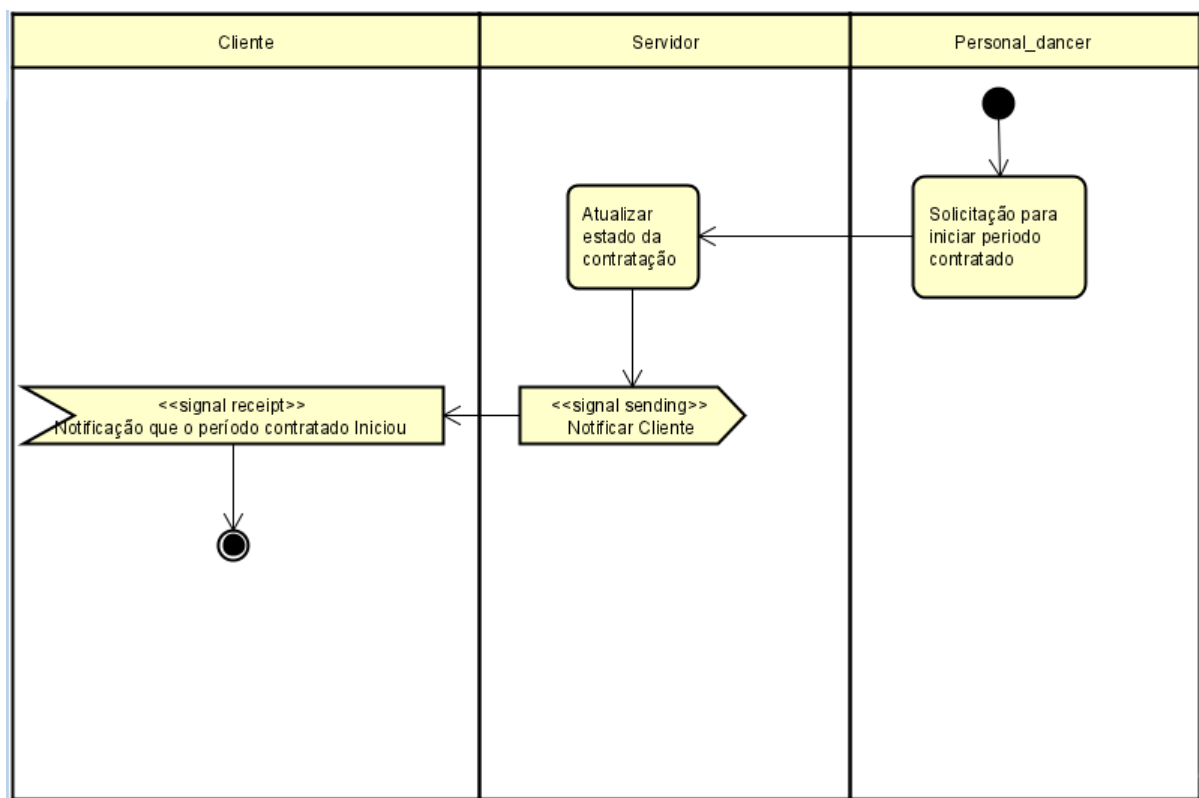 Cliente
Servidor
Personal_dancer
Solicitação para
iniciar periodo
contratado
Atualizar
estado da
contratação
<<signal sending>>
Notificar Cliente
<<signal receipt>>
Notificação que o período contratado Iniciou